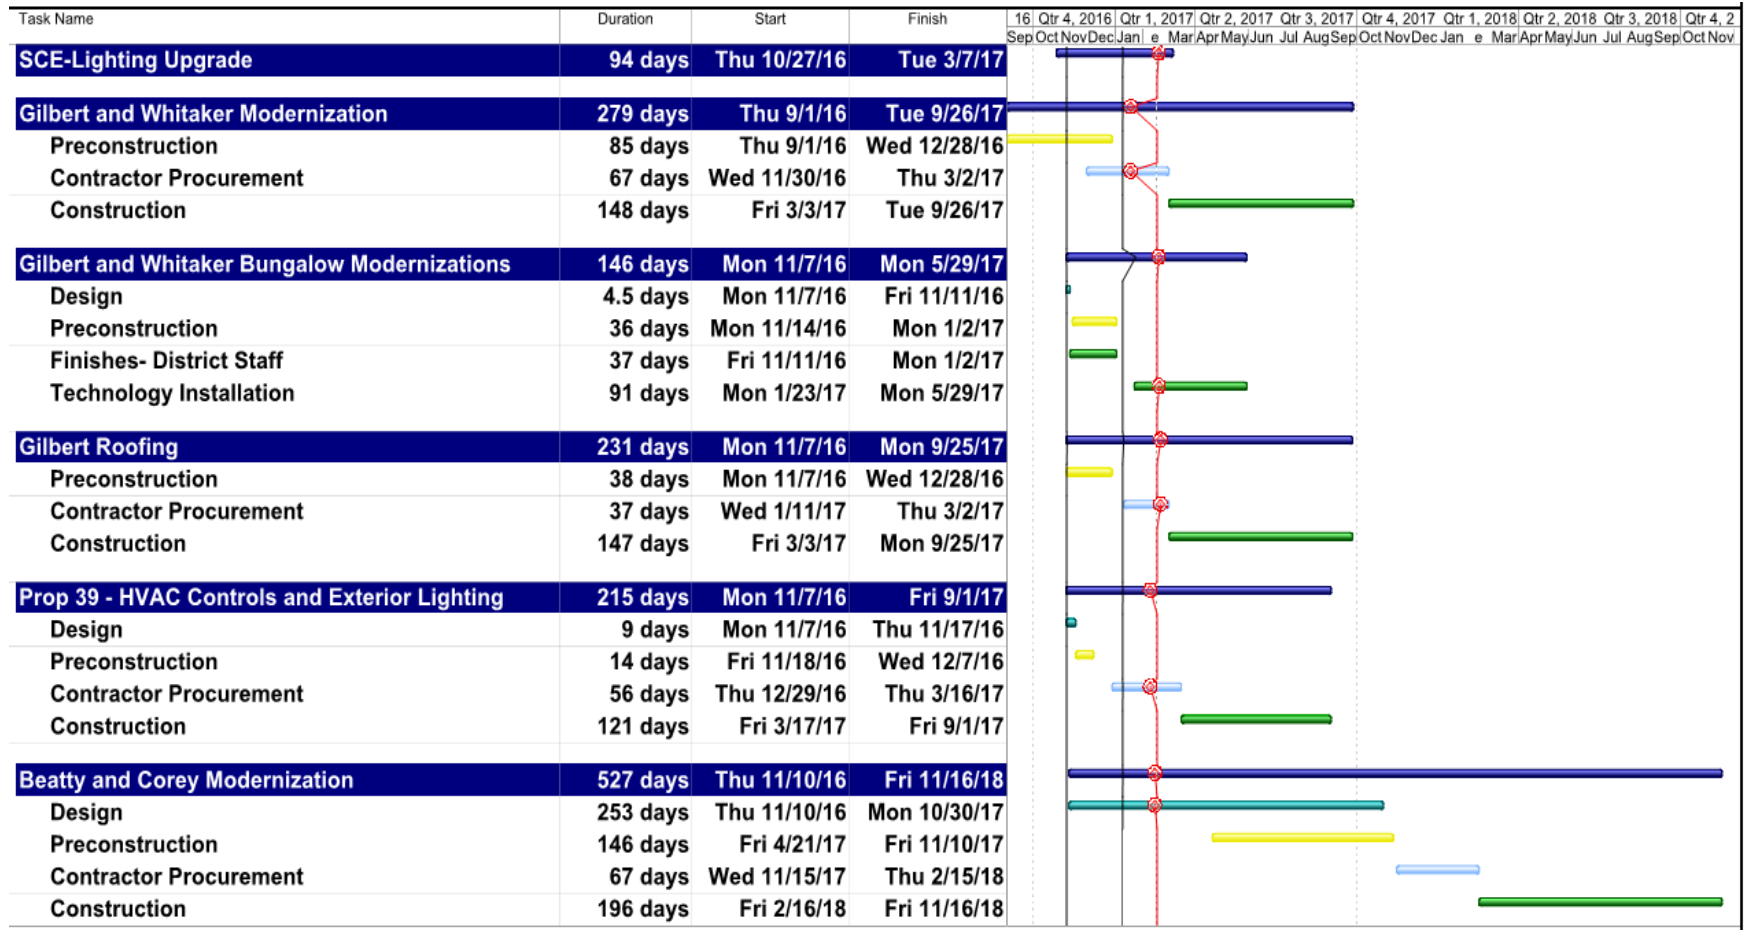 Task Name Duration Start Finish 16 Qtr 4, 2016 Qtr 1, 2017 Qtr 2, 2017 Qtr 3, 2017 Qtr 4, 2017 Qtr 1, 2018 Qtr 2, 2018 Qtr 3, 2018 Qtr 4, 2
Sep Oct Nov Dec Jan e Mar Apr May Jun Jul Aug Sep Oct Nov Dec Jan e Mar Apr May Jun Jul Aug Sep Oct Nov
SCE-Lighting Upgrade 94 days Thu 10/27/16 Tue 3/7/17
Gilbert and Whitaker Modernization 279 days Thu 9/1/16 Tue 9/26/17
Preconstruction 85 days Thu 9/1/16 Wed 12/28/16
Contractor Procurement 67 days Wed 11/30/16 Thu 3/2/17
Construction 148 days Fri 3/3/17 Tue 9/26/17
Gilbert and Whitaker Bungalow Modernizations 146 days Mon 11/7/16 Mon 5/29/17
Design 4.5 days Mon 11/7/16 Fri 11/11/16
Preconstruction 36 days Mon 11/14/16 Mon 1/2/17
Finishes- District Staff 37 days Fri 11/11/16 Mon 1/2/17
Technology Installation 91 days Mon 1/23/17 Mon 5/29/17
Gilbert Roofing 231 days Mon 11/7/16 Mon 9/25/17
Preconstruction 38 days Mon 11/7/16 Wed 12/28/16
Contractor Procurement 37 days Wed 1/11/17 Thu 3/2/17
Construction 147 days Fri 3/3/17 Mon 9/25/17
Prop 39 - HVAC Controls and Exterior Lighting 215 days Mon 11/7/16 Fri 9/1/17
Design 9 days Mon 11/7/16 Thu 11/17/16
Preconstruction 14 days Fri 11/18/16 Wed 12/7/16
Contractor Procurement 56 days Thu 12/29/16 Thu 3/16/17
Construction 121 days Fri 3/17/17 Fri 9/1/17
Beatty and Corey Modernization 527 days Thu 11/10/16 Fri 11/16/18
Design 253 days Thu 11/10/16 Mon 10/30/17
Preconstruction 146 days Fri 4/21/17 Fri 11/10/17
Contractor Procurement 67 days Wed 11/15/17 Thu 2/15/18
Construction 196 days Fri 2/16/18 Fri 11/16/18